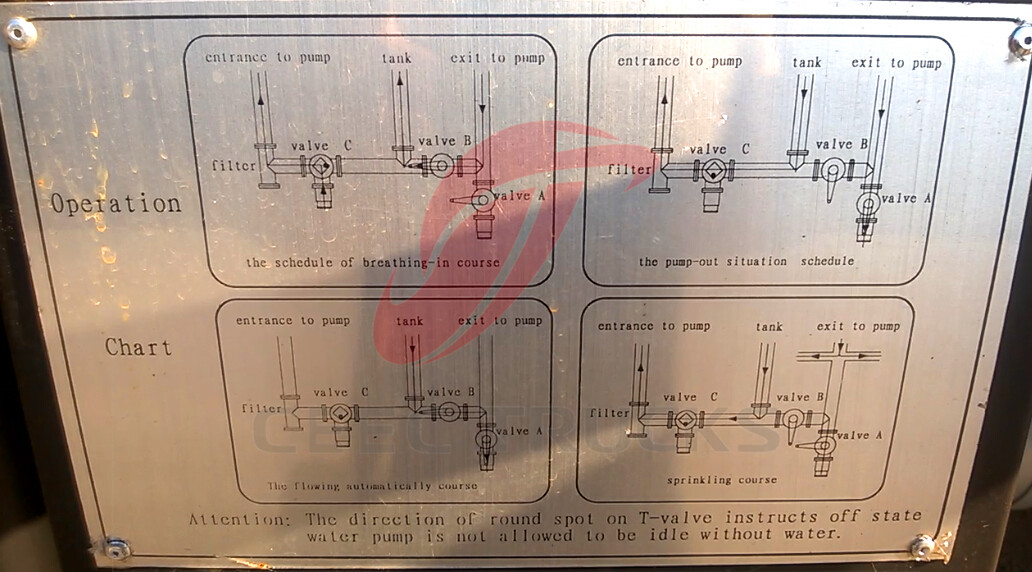 Operation
Chart
entrance to pump tank exit to pump
valve C valve B
filter
valve A
the schedule of breathing-in course
entrance to pump tank exit to pump
valve C valve B
filter
valve A
the pump-out situation schedule
entrance to pump tank exit to pump
valve C valve B
filter
valve A
The flowing automatically course
entrance to pump tank exit to pump
valve C valve B
filter
valve A
sprinkling course
CEEC TRUCKS
Attention: The direction of round spot on T-valve instructs off state
water pump is not allowed to be idle without water.